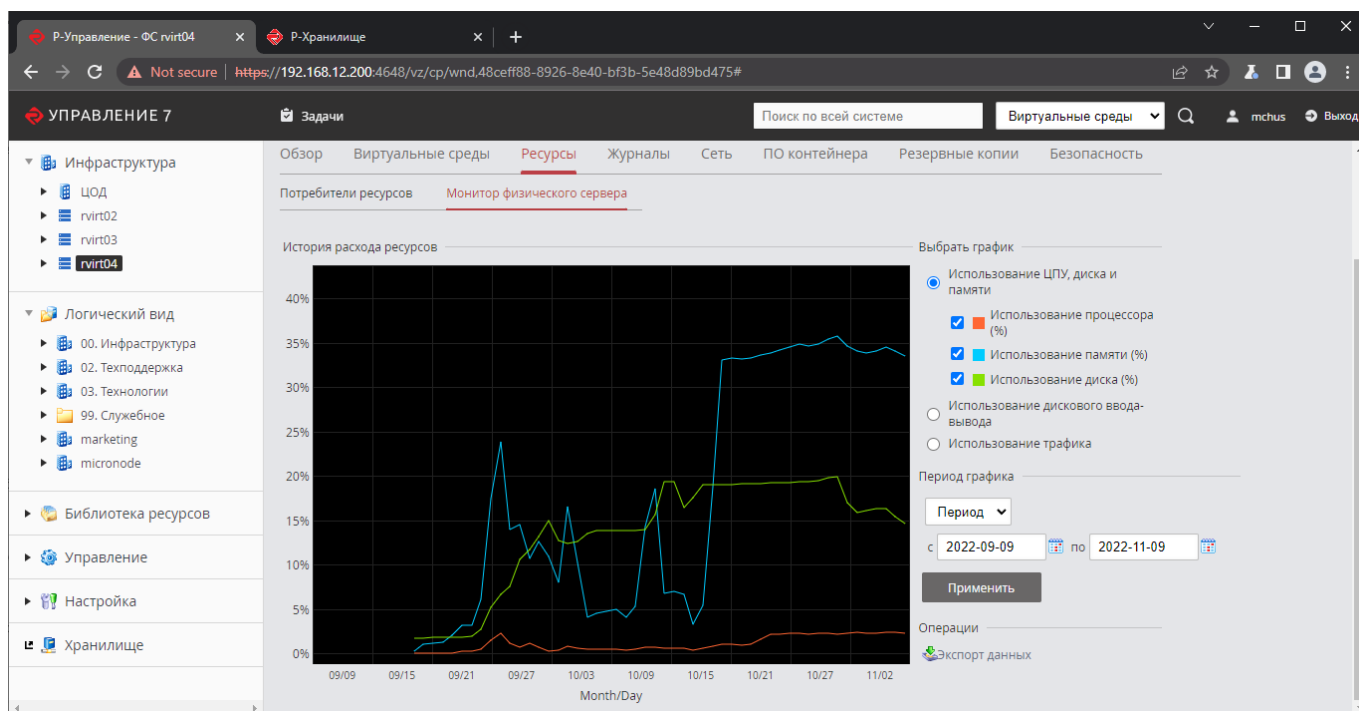 Р-Управление - ФС rvirt04
Р-Хранилище
Not secure https://192.168.12.200:4648/vz/cp/wnd,48ceff88-8926-8e40-bf3b-5e48d89bd475#
УПРАВЛЕНИЕ 7
Задачи
Поиск по всей системе
Виртуальные среды
mchus
Выход
Инфраструктура
ЦОД
rvirt02
rvirt03
rvirt04
Логический вид
00. Инфраструктура
02. Техподдержка
03. Технологии
99. Служебное
marketing
micronode
Библиотека ресурсов
Управление
Настройка
Хранилище
Обзор Виртуальные среды Ресурсы Журналы Сеть ПО контейнера Резервные копии Безопасность
Потребители ресурсов Монитор физического сервера
История расхода ресурсов
40%
35%
30%
25%
20%
15%
10%
5%
0%
09/09 09/15 09/21 09/27 10/03 10/09 10/15 10/21 10/27 11/02
Month/Day
Выбрать график
Использование ЦПУ, диска и
памяти
Использование процессора
(%)
Использование памяти (%)
Использование диска (%)
Использование дискового ввода-
вывода
Использование трафика
Период графика
Период
с 2022-09-09 по 2022-11-09
Применить
Операции
Экспорт данных